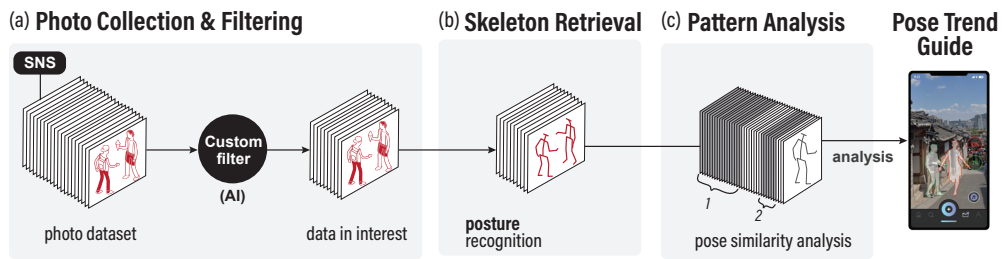 (a) Photo Collection & Filtering
(b) Skeleton Retrieval
(c) Pattern Analysis
Pose Trend
Guide
SNS
Custom
filter
(AI)
photo dataset
data in interest
posture
recognition
1
2
pose similarity analysis
analysis